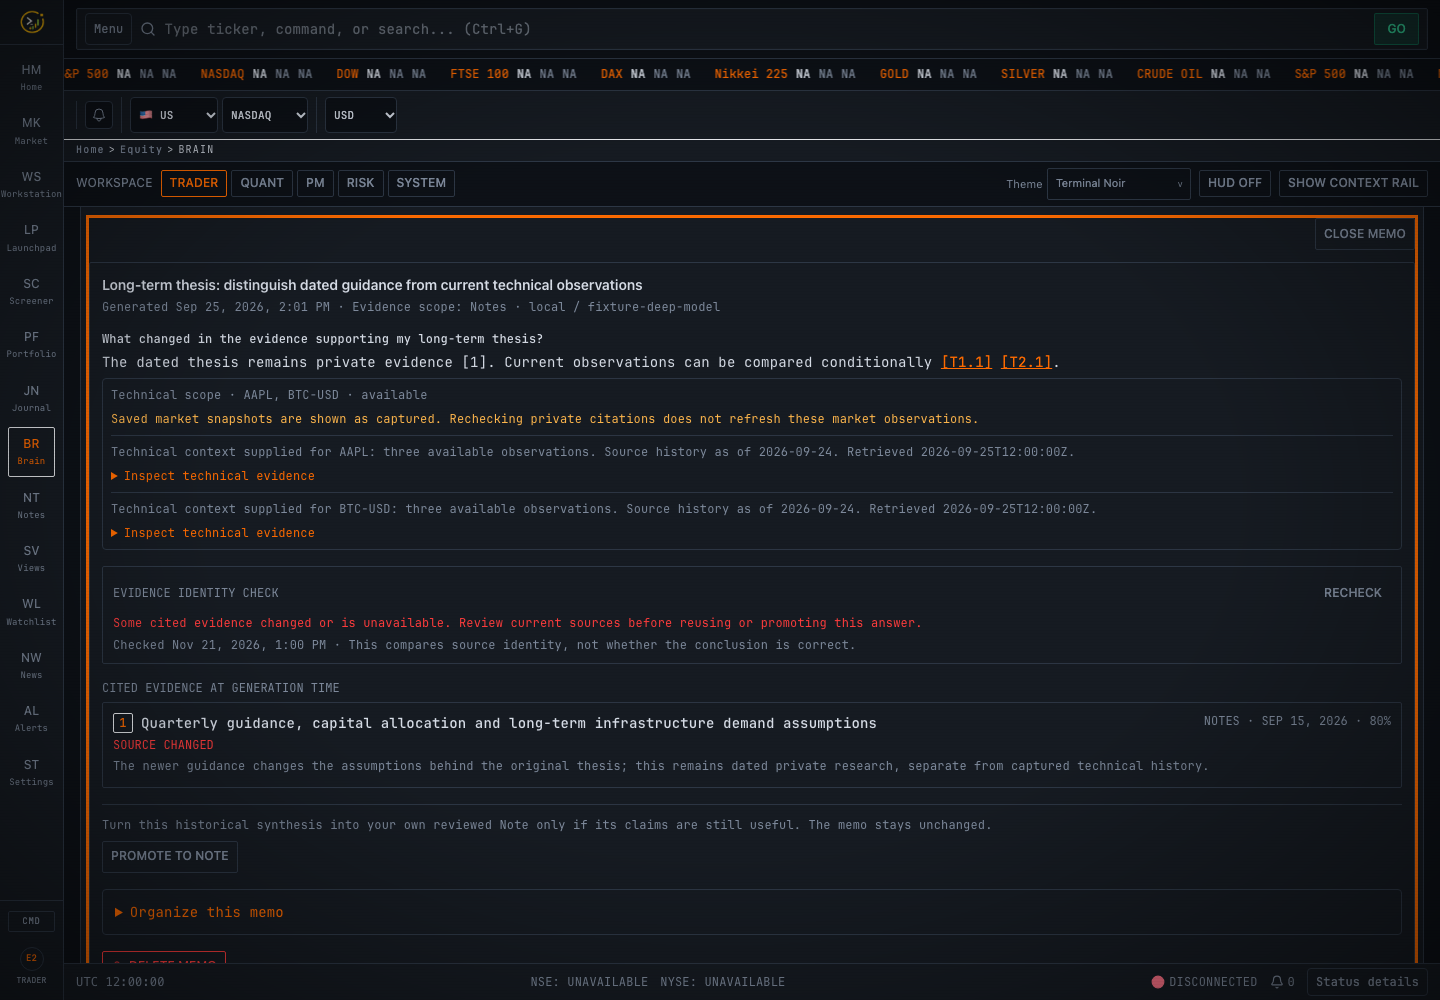 Menu Type ticker, command, or search... (Ctrl+G) GO
S&P 500 NA NA NA NASDAQ NA NA NA DOW NA NA NA FTSE 100 NA NA NA DAX NA NA NA Nikkei 225 NA NA NA GOLD NA NA NA SILVER NA NA NA CRUDE OIL NA NA NA S&P 500 NA NA NA
US NASDAQ USD
Home > Equity > BRAIN
WORKSPACE TRADER QUANT PM RISK SYSTEM Theme Terminal Noir v HUD OFF SHOW CONTEXT RAIL
HM
Home
MK
Market
WS
Workstation
LP
Launchpad
SC
Screener
PF
Portfolio
JN
Journal
BR
Brain
NT
Notes
SV
Views
WL
Watchlist
NW
News
AL
Alerts
ST
Settings
CMD
E2
TRADER
CLOSE MEMO
Long-term thesis: distinguish dated guidance from current technical observations
Generated Sep 25, 2026, 2:01 PM · Evidence scope: Notes · local / fixture-deep-model
What changed in the evidence supporting my long-term thesis?
The dated thesis remains private evidence [1]. Current observations can be compared conditionally [T1.1] [T2.1].
Technical scope · AAPL, BTC-USD · available
Saved market snapshots are shown as captured. Rechecking private citations does not refresh these market observations.
Technical context supplied for AAPL: three available observations. Source history as of 2026-09-24. Retrieved 2026-09-25T12:00:00Z.
Inspect technical evidence
Technical context supplied for BTC-USD: three available observations. Source history as of 2026-09-24. Retrieved 2026-09-25T12:00:00Z.
Inspect technical evidence
EVIDENCE IDENTITY CHECK RECHECK
Some cited evidence changed or is unavailable. Review current sources before reusing or promoting this answer.
Checked Nov 21, 2026, 1:00 PM · This compares source identity, not whether the conclusion is correct.
CITED EVIDENCE AT GENERATION TIME
1 Quarterly guidance, capital allocation and long-term infrastructure demand assumptions NOTES · SEP 15, 2026 · 80%
SOURCE CHANGED
The newer guidance changes the assumptions behind the original thesis; this remains dated private research, separate from captured technical history.
Turn this historical synthesis into your own reviewed Note only if its claims are still useful. The memo stays unchanged.
PROMOTE TO NOTE
Organize this memo
DELETE MEMO
UTC 12:00:00 NSE: UNAVAILABLE NYSE: UNAVAILABLE DISCONNECTED 0 Status details